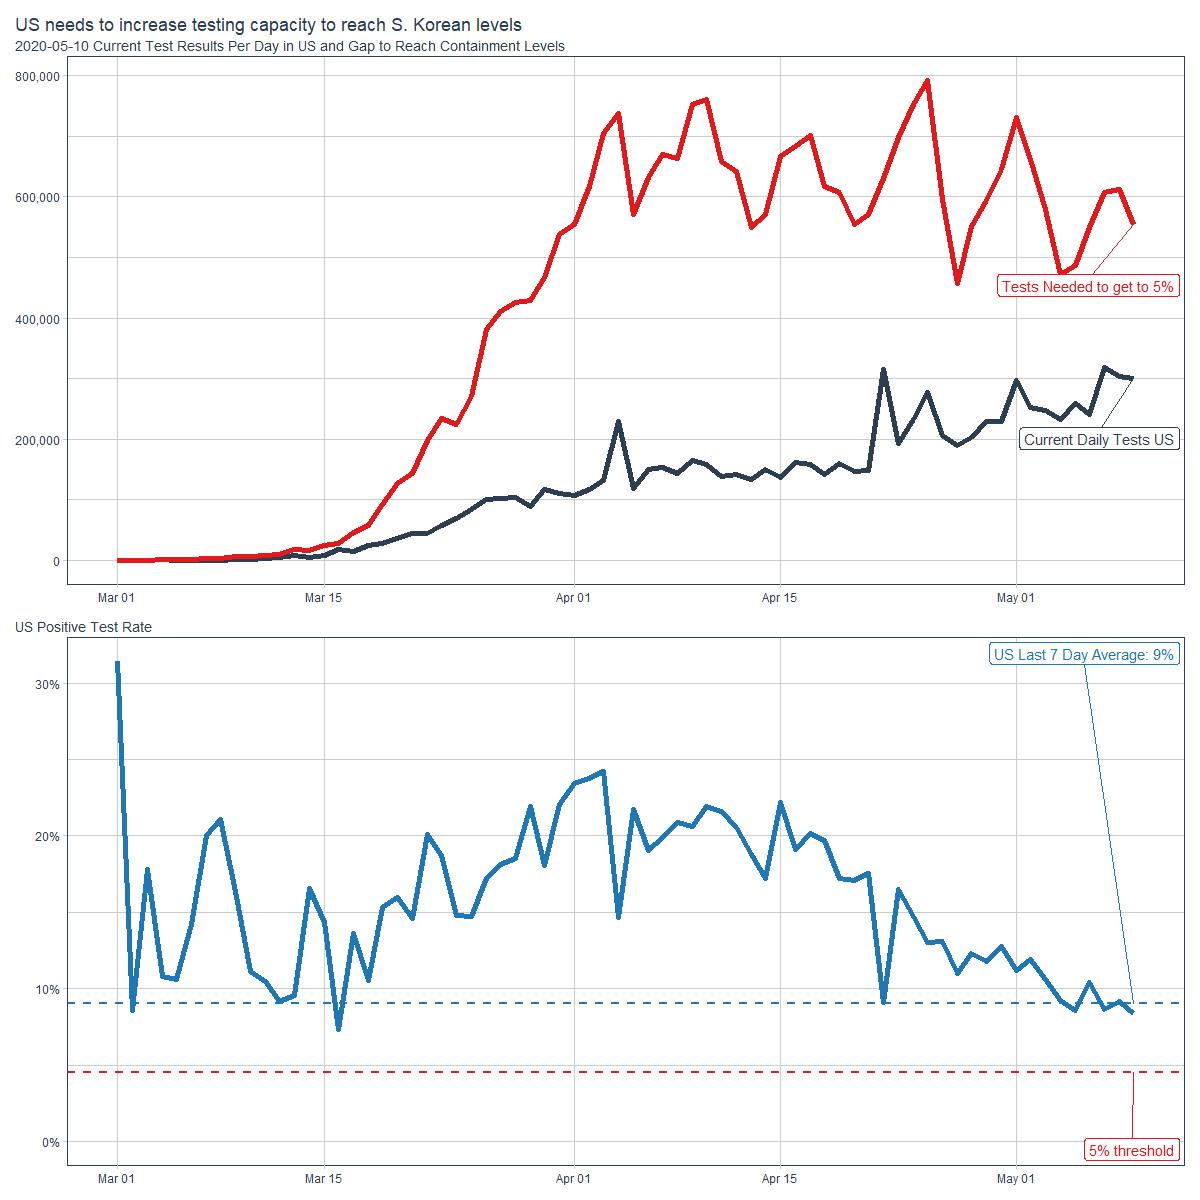 US needs to increase testing capacity to reach S. Korean levels
2020-05-10 Current Test Results Per Day in US and Gap to Reach Containment Levels
800,000
600,000
400,000
200,000
0
Tests Needed to get to 5%
Current Daily Tests US
Mar 01
Mar 15
Apr 01
Apr 15
May 01
US Positive Test Rate
30%
20%
10%
0%
US Last 7 Day Average: 9%
5% threshold
Mar 01
Mar 15
Apr 01
Apr 15
May 01